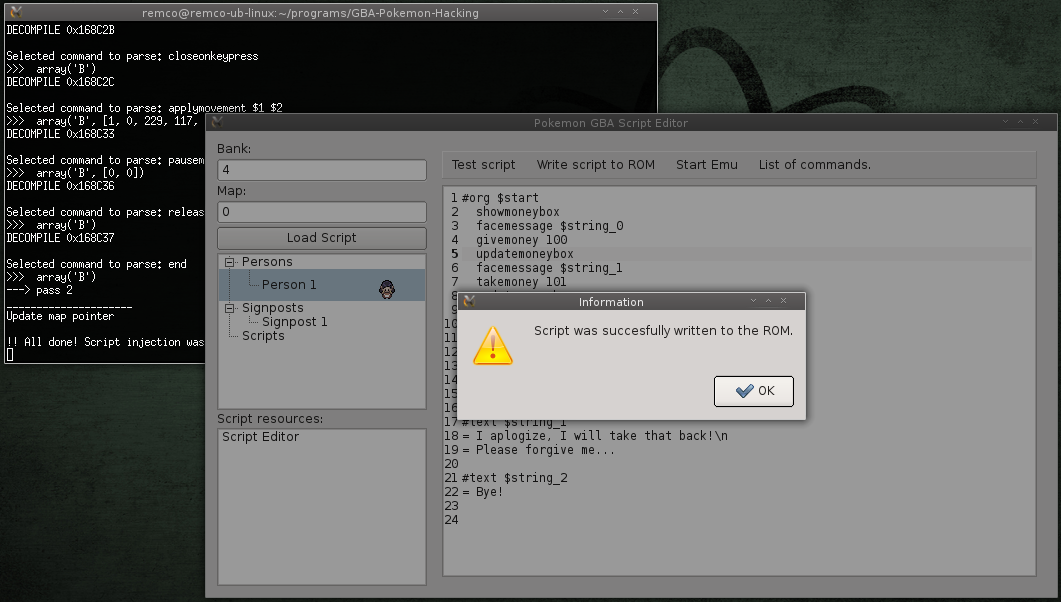 remco@remco-ub-linux:~/programs/GBA-Pokemon-Hacking
DECOMPILE 0x168C2B
Selected command to parse: closeonkeypress
>>>  array('B')
DECOMPILE 0x168C2C
Selected command to parse: applymovement $1 $2
>>>  array('B', [1, 0, 229, 117,
DECOMPILE 0x168C33
Selected command to parse: pausem
>>>  array('B', [0, 0])
DECOMPILE 0x168C36
Selected command to parse: releas
>>>  array('B')
DECOMPILE 0x168C37
Selected command to parse: end
>>>  array('B')
---> pass 2
---------------------
Update map pointer
!! All done! Script injection was
Pokemon GBA Script Editor
Bank:
4
Map:
0
Load Script
Persons
Person 1
Signposts
Signpost 1
Scripts
Script resources:
Script Editor
Test script Write script to ROM Start Emu List of commands.
1 #org $start
2 showmoneybox
3 facemessage $string_0
4 givemoney 100
5 updatemoneybox
6 facemessage $string_1
7 takemoney 101
17 #text $string_1
18 = I aplogize, I will take that back!\n
19 = Please forgive me...
20
21 #text $string_2
22 = Bye!
23
24
Information
Script was succesfully written to the ROM.
OK